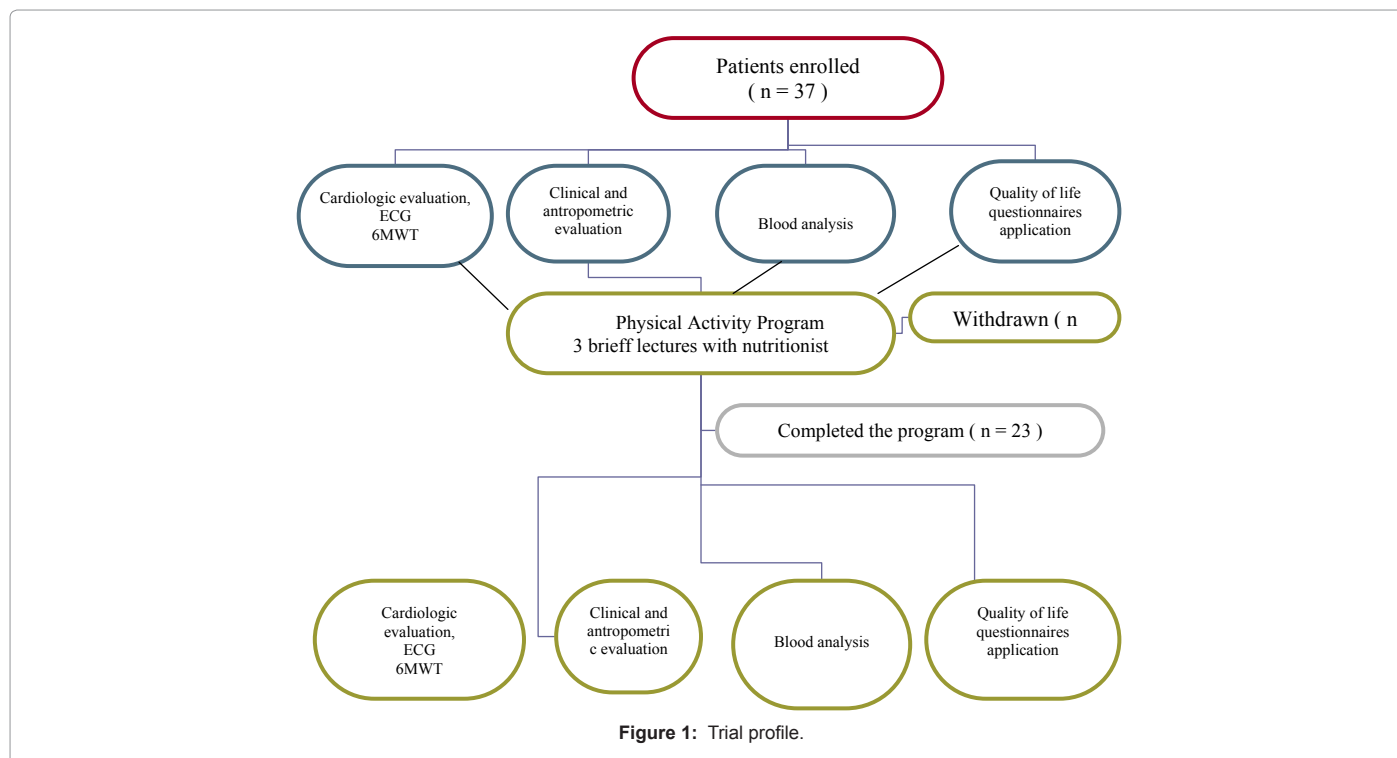 Patients enrolled
( n = 37 )
Cardiologic evaluation,
ECG
6MWT
Clinical and
antropometric
evaluation
Blood analysis
Quality of life
questionnaires
application
Physical Activity Program
3 brieff lectures with nutritionist
Withdrawn ( n
Completed the program ( n = 23 )
Cardiologic
evaluation,
ECG
6MWT
Clinical and
antropometri
c evaluation
Blood analysis
Quality of life
questionnaires
application
Figure 1: Trial profile.